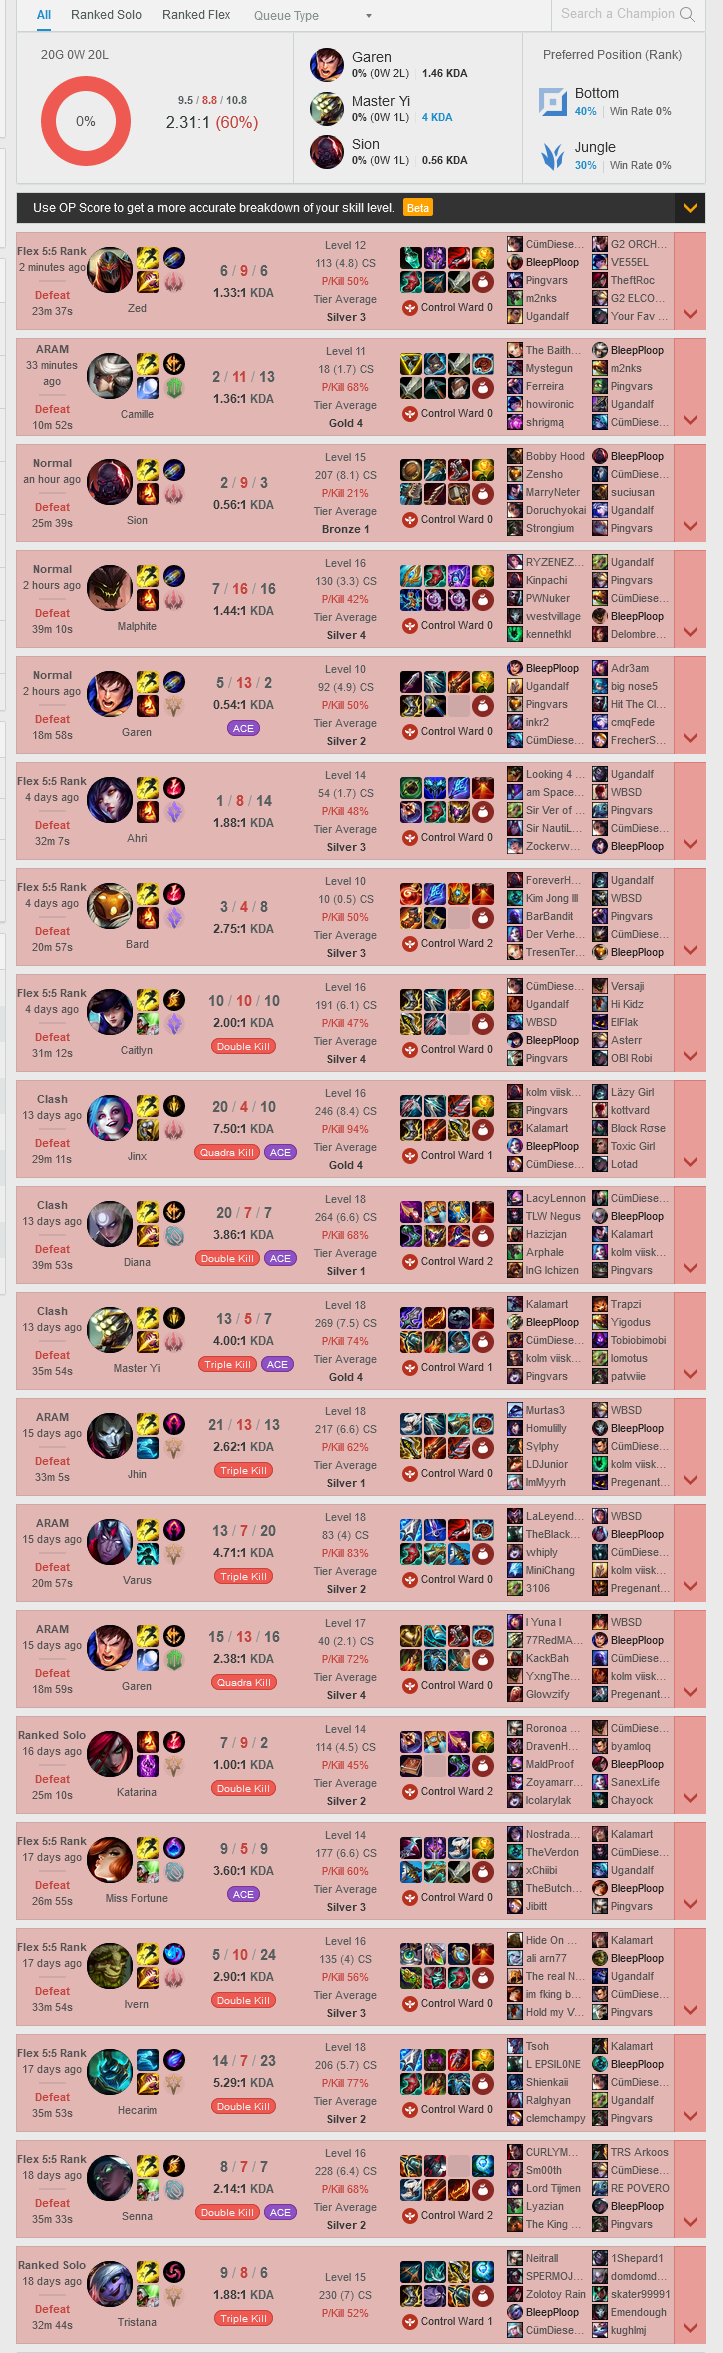 All Ranked Solo Ranked Flex Queue Type Search a Champion
20G 0W 20L
0%
9.5 / 8.8 / 10.8
2.31:1 (60%)
Garen
0% (0W 2L) 1.46 KDA
Master Yi
0% (0W 1L) 4 KDA
Sion
0% (0W 1L) 0.56 KDA
Preferred Position (Rank)
Bottom
40% Win Rate 0%
Jungle
30% Win Rate 0%
Use OP Score to get a more accurate breakdown of your skill level. Beta
Flex 5:5 Rank
2 minutes ago
Defeat
23m 37s
Zed
6 / 9 / 6
1.33:1 KDA
Level 12
113 (4.8) CS
P/Kill 50%
Tier Average
Silver 3
Control Ward 0
CümDiese... G2 ORCH...
BleepPloop VE55EL
Pingvars TheftRoc
m2nks G2 ELCO...
Ugandalf Your Fav ...
ARAM
33 minutes
ago
Defeat
10m 52s
Camille
2 / 11 / 13
1.36:1 KDA
Level 11
18 (1.7) CS
P/Kill 68%
Tier Average
Gold 4
Control Ward 0
The Baith... BleepPloop
Mystegun m2nks
Ferreira Pingvars
howironic Ugandalf
shrigmą CümDiese...
Normal
an hour ago
Defeat
25m 39s
Sion
2 / 9 / 3
0.56:1 KDA
Level 15
207 (8.1) CS
P/Kill 21%
Tier Average
Bronze 1
Control Ward 0
Bobby Hood BleepPloop
Zensho CümDiese...
MarryNeter suciusan
Doruchyokai Ugandalf
Strongium Pingvars
Normal
2 hours ago
Defeat
39m 10s
Malphite
7 / 16 / 16
1.44:1 KDA
Level 16
130 (3.3) CS
P/Kill 42%
Tier Average
Silver 4
Control Ward 0
RYZENEZ... Ugandalf
Kinpachi Pingvars
PWNuker CümDiese...
westvillage BleepPloop
kennethkl Delombre...
Normal
2 hours ago
Defeat
18m 58s
Garen
5 / 13 / 2
0.54:1 KDA
ACE
Level 10
92 (4.9) CS
P/Kill 50%
Tier Average
Silver 2
Control Ward 0
BleepPloop Adr3am
Ugandalf big nose5
Pingvars Hit The Cl...
inkr2 cmqFede
CümDiese... FrecherS...
Flex 5:5 Rank
4 days ago
Defeat
32m 7s
Ahri
1 / 8 / 14
1.88:1 KDA
Level 14
54 (1.7) CS
P/Kill 48%
Tier Average
Silver 3
Control Ward 0
Looking 4 ... Ugandalf
am Space... WBSD
Sir Ver of ... Pingvars
Sir NautiL... CümDiese...
Zockerw... BleepPloop
Flex 5:5 Rank
4 days ago
Defeat
20m 57s
Bard
3 / 4 / 8
2.75:1 KDA
Level 10
10 (0.5) CS
P/Kill 50%
Tier Average
Silver 3
Control Ward 2
ForeverH... Ugandalf
Kim Jong III WBSD
BarBandit Pingvars
Der Verhe... CümDiese...
TresenTer... BleepPloop
Flex 5:5 Rank
4 days ago
Defeat
31m 12s
Caitlyn
10 / 10 / 10
2.00:1 KDA
Double Kill
Level 16
191 (6.1) CS
P/Kill 47%
Tier Average
Silver 4
Control Ward 0
CümDiese... Versaji
Ugandalf Hi Kidz
WBSD ElFlak
BleepPloop Asterr
Pingvars OBI Robi
Clash
13 days ago
Defeat
29m 11s
Jinx
20 / 4 / 10
7.50:1 KDA
Quadra Kill ACE
Level 16
246 (8.4) CS
P/Kill 94%
Tier Average
Gold 4
Control Ward 1
kolm viisk... Läzy Girl
Pingvars kottvard
Kalamart Blσck Rσse
BleepPloop Toxic Girl
CümDiese... Lotad
Clash
13 days ago
Defeat
39m 53s
Diana
20 / 7 / 7
3.86:1 KDA
Double Kill ACE
Level 18
264 (6.6) CS
P/Kill 68%
Tier Average
Silver 1
Control Ward 2
LacyLennon CümDiese...
TLW Negus BleepPloop
Hazizjan Kalamart
Arphale kolm viisk...
InG Ichizen Pingvars
Clash
13 days ago
Defeat
35m 54s
Master Yi
13 / 5 / 7
4.00:1 KDA
Triple Kill ACE
Level 18
269 (7.5) CS
P/Kill 74%
Tier Average
Gold 4
Control Ward 1
Kalamart Trapzi
BleepPloop Yigodus
CümDiese... Tobiobimobi
kolm viisk... lomotus
Pingvars patwiie
ARAM
15 days ago
Defeat
33m 5s
Jhin
21 / 13 / 13
2.62:1 KDA
Triple Kill
Level 18
217 (6.6) CS
P/Kill 62%
Tier Average
Silver 1
Control Ward 0
Murtas3 WBSD
Homulilly BleepPloop
Sylphy CümDiese...
LDJunior kolm viisk...
ImMyyrh Pregenant...
ARAM
15 days ago
Defeat
20m 57s
Varus
13 / 7 / 20
4.71:1 KDA
Triple Kill
Level 18
83 (4) CS
P/Kill 83%
Tier Average
Silver 2
Control Ward 0
LaLeyend... WBSD
TheBlack... BleepPloop
whiply CümDiese...
MiniChang kolm viisk...
3106 Pregenant...
ARAM
15 days ago
Defeat
18m 59s
Garen
15 / 13 / 16
2.38:1 KDA
Quadra Kill
Level 17
40 (2.1) CS
P/Kill 72%
Tier Average
Silver 4
Control Ward 0
I Yuna I WBSD
77RedMA... BleepPloop
KackBah CümDiese...
YxngThe... kolm viisk...
Glowzify Pregenant...
Ranked Solo
16 days ago
Defeat
25m 10s
Katarina
7 / 9 / 2
1.00:1 KDA
Double Kill
Level 14
114 (4.5) CS
P/Kill 45%
Tier Average
Silver 2
Control Ward 2
Roronoa ... CümDiese...
DravenH... byamloq
MaldProof BleepPloop
Zoyamarr... SanexLife
Icolarylak Chayock
Flex 5:5 Rank
17 days ago
Defeat
26m 55s
Miss Fortune
9 / 5 / 9
3.60:1 KDA
ACE
Level 14
177 (6.6) CS
P/Kill 60%
Tier Average
Silver 3
Control Ward 0
Nostrada... Kalamart
TheVerdon CümDiese...
xChiibi Ugandalf
TheButch... BleepPloop
Jibitt Pingvars
Flex 5:5 Rank
17 days ago
Defeat
33m 54s
Ivern
5 / 10 / 24
2.90:1 KDA
Double Kill
Level 16
135 (4) CS
P/Kill 56%
Tier Average
Silver 3
Control Ward 0
Hide On ... Kalamart
ali arn77 BleepPloop
The real N... Ugandalf
im fking b... CümDiese...
Hold my V... Pingvars
Flex 5:5 Rank
17 days ago
Defeat
35m 53s
Hecarim
14 / 7 / 23
5.29:1 KDA
Double Kill
Level 18
206 (5.7) CS
P/Kill 77%
Tier Average
Silver 2
Control Ward 0
Tsoh Kalamart
L EPSIL0NE BleepPloop
Shienkaii CümDiese...
Ralghyan Ugandalf
clemchampy Pingvars
Flex 5:5 Rank
18 days ago
Defeat
35m 33s
Senna
8 / 7 / 7
2.14:1 KDA
Double Kill ACE
Level 16
228 (6.4) CS
P/Kill 68%
Tier Average
Silver 2
Control Ward 2
CURLYM... TRS Arkoos
Sm00th CümDiese...
Lord Tijmen RE POVERO
Lyazian BleepPloop
The King ... Pingvars
Ranked Solo
18 days ago
Defeat
32m 44s
Tristana
9 / 8 / 6
1.88:1 KDA
Triple Kill
Level 15
230 (7) CS
P/Kill 52%
Control Ward 1
Neitrall 1Shepard1
SPERMOJ... domdomd...
Zolotoy Rain skater99991
BleepPloop Emendough
CümDiese... kughlmj